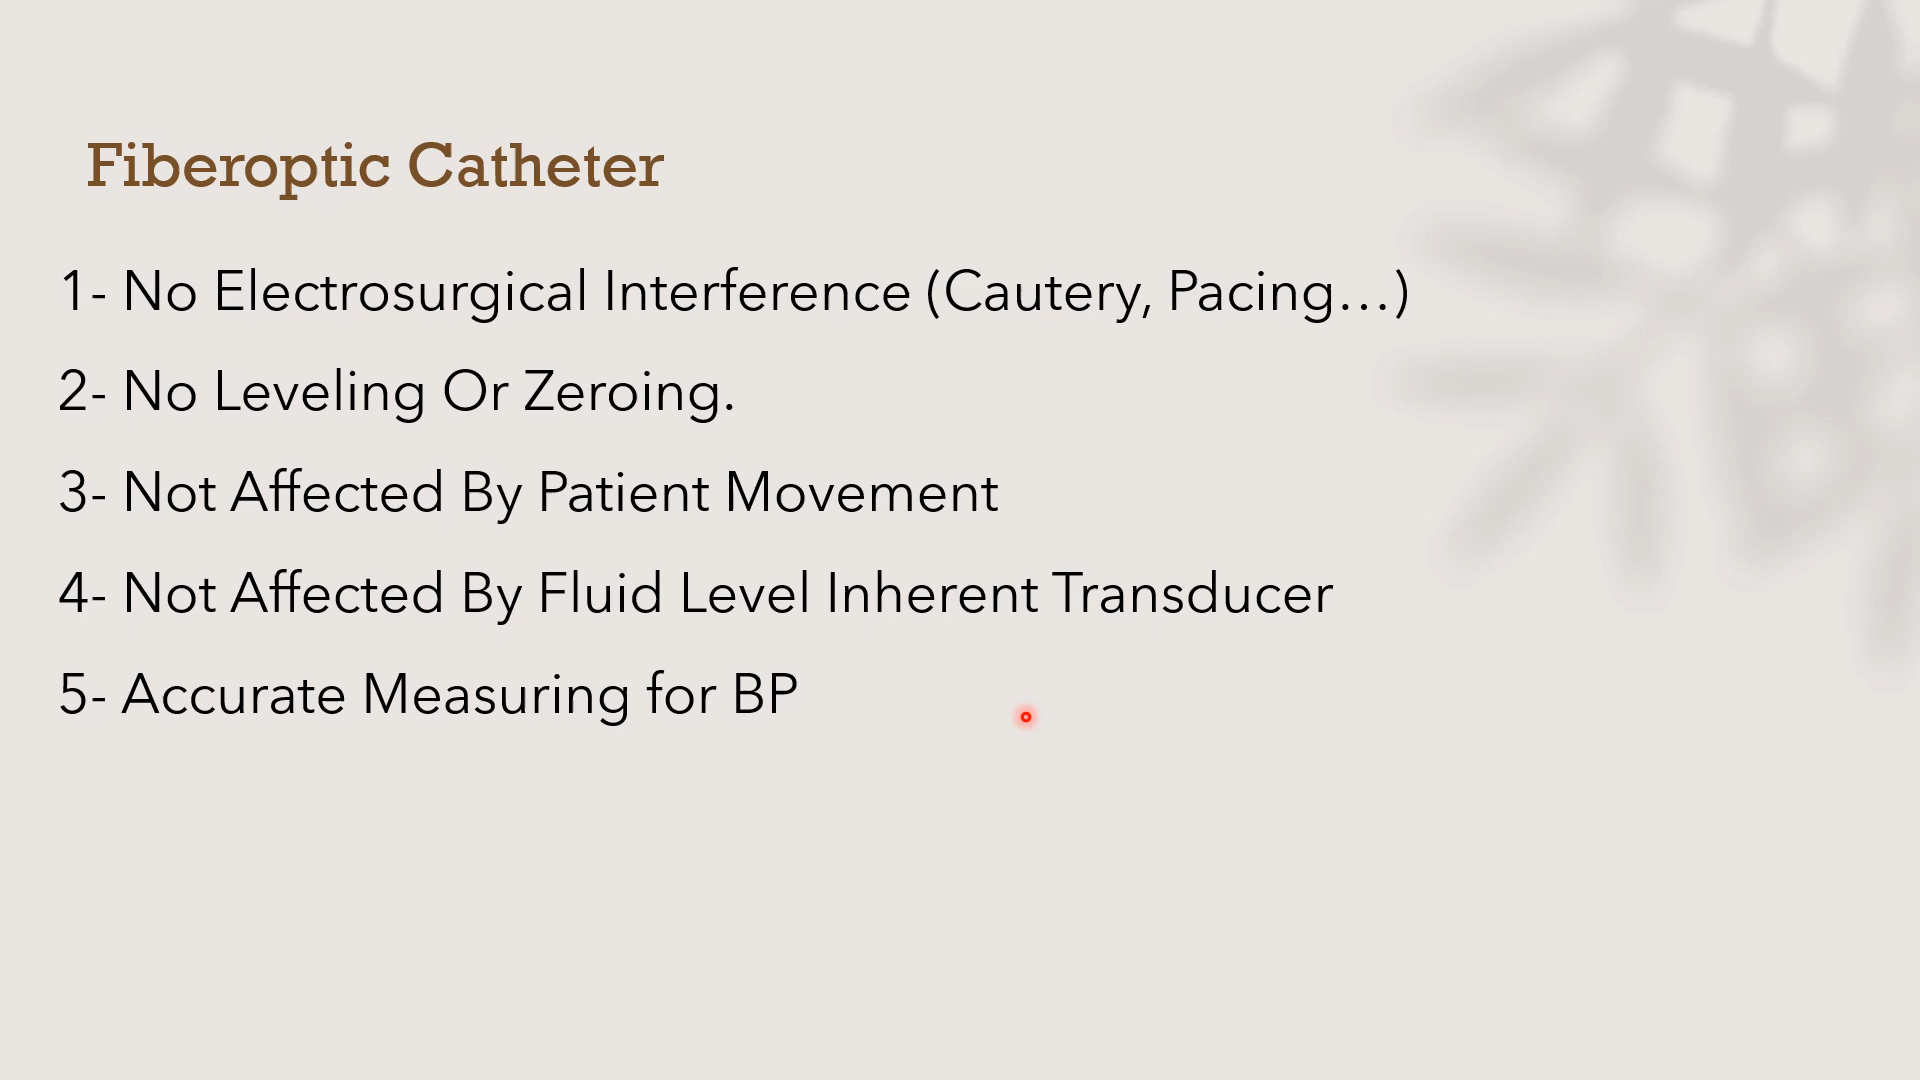 Fiberoptic Catheter
1- No Electrosurgical Interference (Cautery, Pacing…)
2- No Leveling Or Zeroing.
3- Not Affected By Patient Movement
4- Not Affected By Fluid Level Inherent Transducer
5- Accurate Measuring for BP